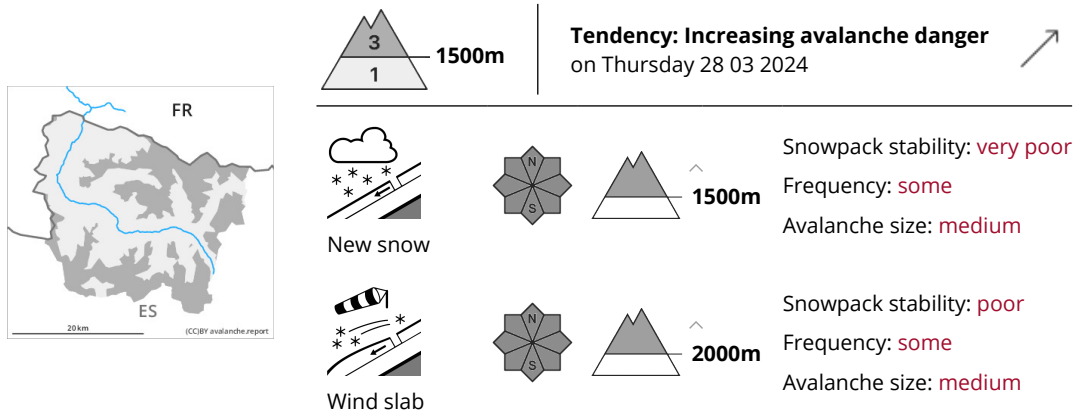 FR
ES
20 km
(CC)BY avalanche.report
3
1
1500m
Tendency: Increasing avalanche danger
on Thursday 28 03 2024
New snow
N
S
1500m
Snowpack stability: very poor
Frequency: some
Avalanche size: medium
Wind slab
N
S
2000m
Snowpack stability: poor
Frequency: some
Avalanche size: medium